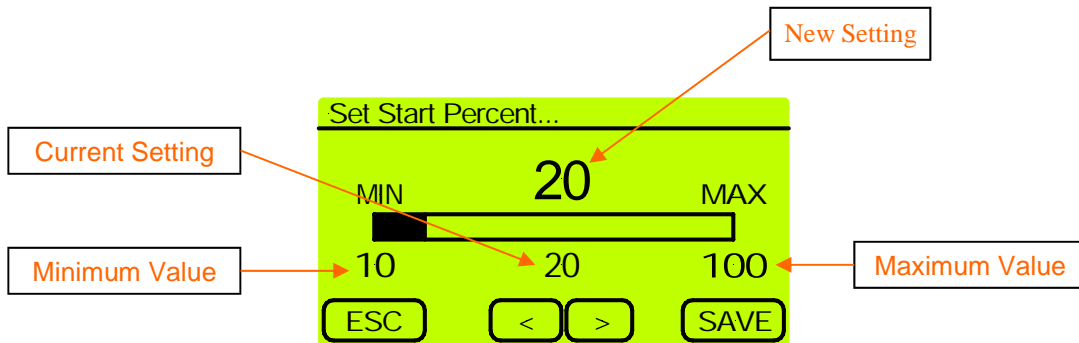 New Setting
Set Start Percent...
Current Setting
20
MIN
MAX
Minimum Value
10
20
100
Maximum Value
ESC
<
>
SAVE